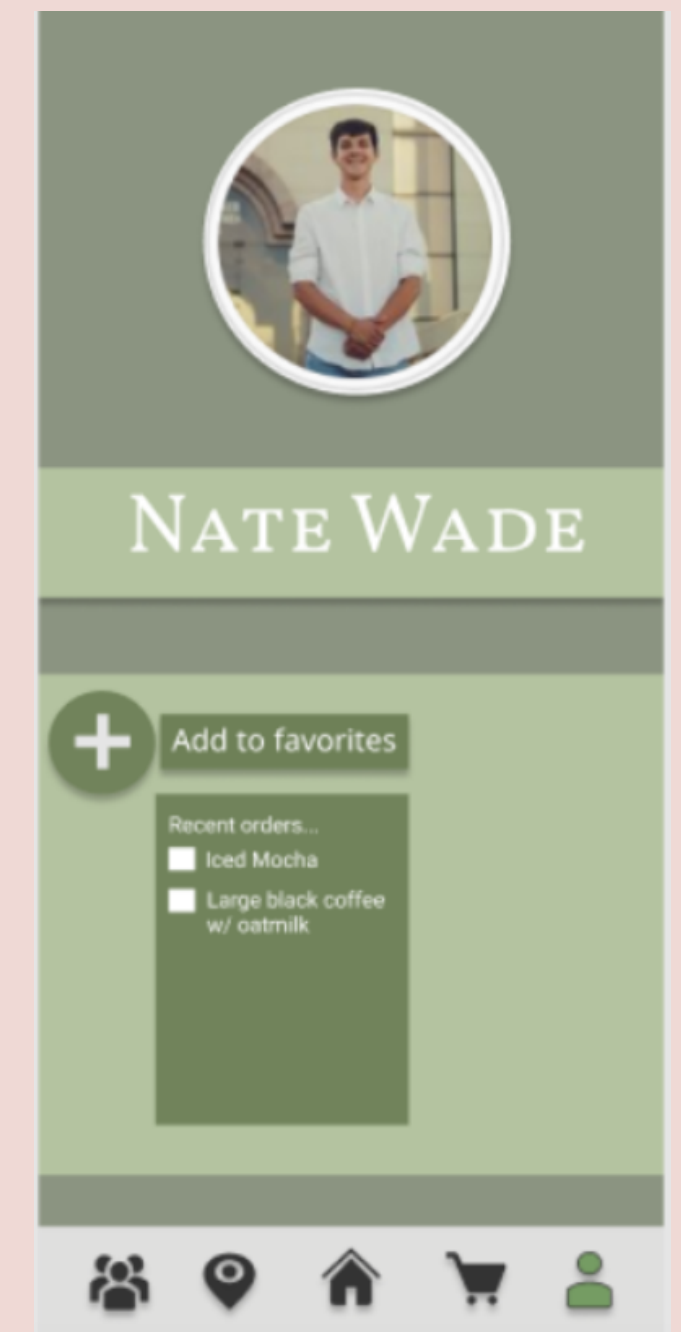 Nate Wade
Add to favorites
Recent orders...
Iced Mocha
Large black coffee
w/ oatmilk